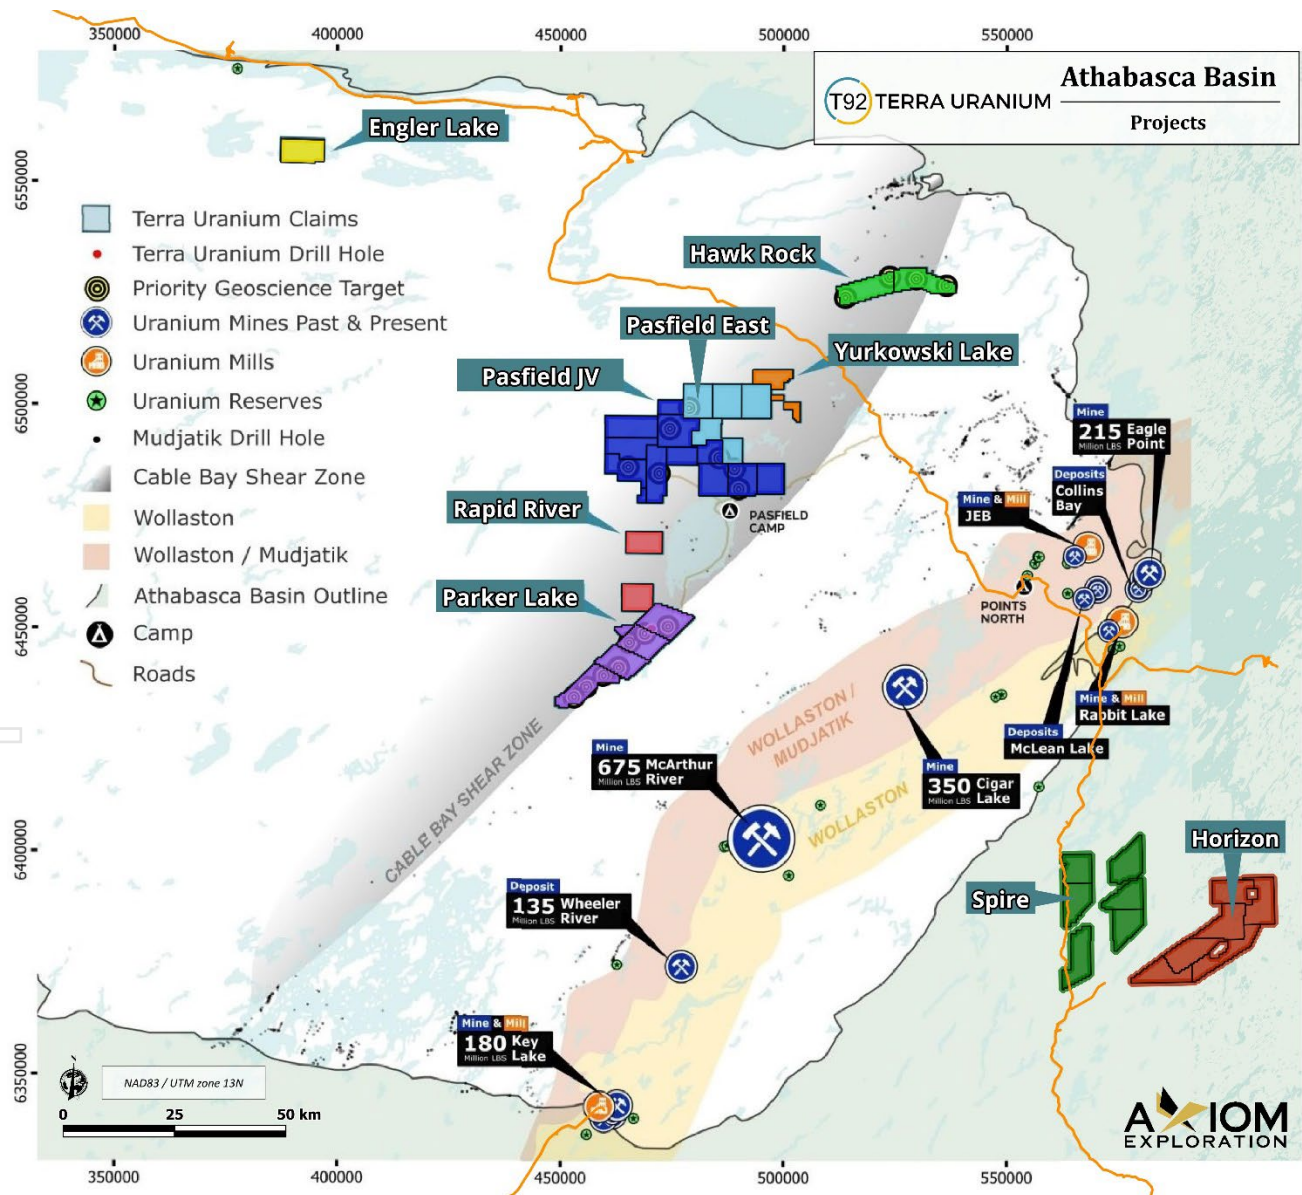 350000
400000
450000
500000
550000
T92 TERRA URANIUM
Athabasca Basin
Projects
Engler Lake
6550000
6500000
6450000
6400000
6350000
Terra Uranium Claims
Terra Uranium Drill Hole
Priority Geoscience Target
Uranium Mines Past & Present
Uranium Mills
Uranium Reserves
Mudjatik Drill Hole
Cable Bay Shear Zone
Wollaston
Wollaston / Mudjatik
Athabasca Basin Outline
Camp
Roads
Hawk Rock
Pasfield East
Yurkowski Lake
Pasfield JV
Rapid River
PASFIELD
CAMP
Parker Lake
Mine
215 Eagle
Million LBS Point
Deposits
Collins
Bay
Mine & Mill
JEB
POINTS
NORTH
Mine & Mill
Rabbit Lake
Deposits
McLean Lake
WOLLASTON /
MUDJATIK
WOLLASTON
CABLE BAY SHEAR ZONE
Mine
675 McArthur
Million LBS River
Mine
350 Cigar
Million LBS Lake
Deposit
135 Wheeler
Million LBS River
Mine & Mill
180 Key
Million LBS Lake
Spire
Horizon
NAD83 / UTM zone 13N
0 25 50 km
AXIOM
EXPLORATION
350000
400000
450000
500000
550000